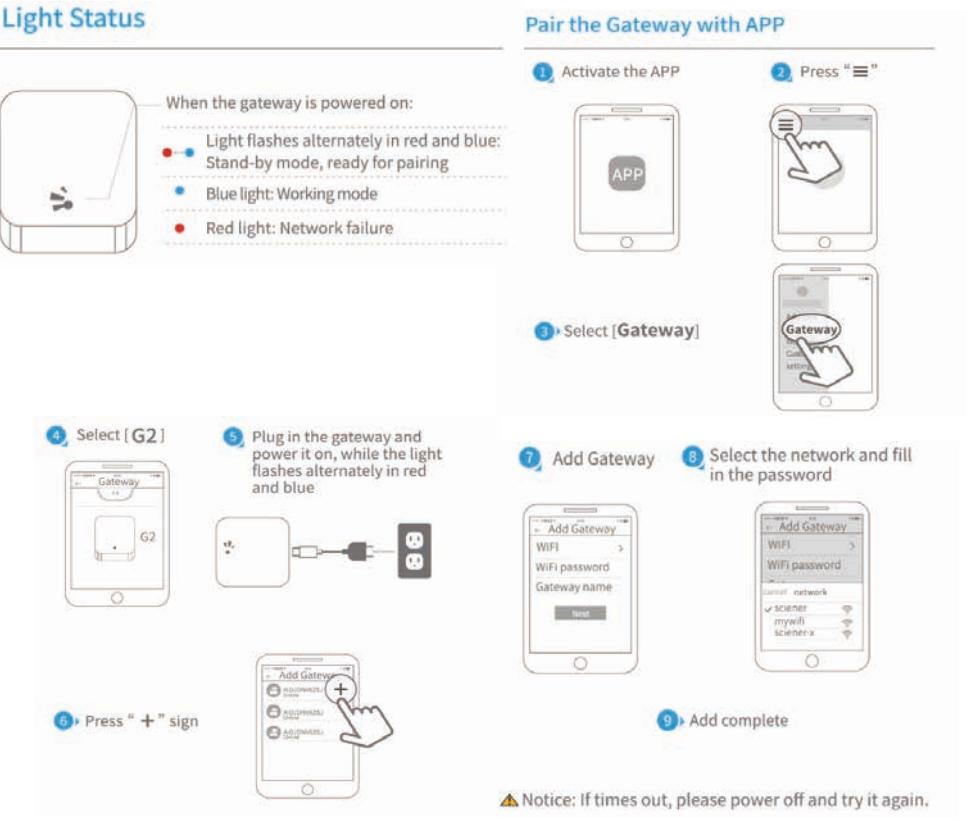 Light Status
When the gateway is powered on:
Light flashes alternately in red and blue:
Stand-by mode, ready for pairing
Blue light: Working mode
Red light: Network failure
Pair the Gateway with APP
1 Activate the APP
2 Press "≡"
APP
3 Select [Gateway]
Gateway
4 Select [G2]
Gateway
G2
5 Plug in the gateway and
power it on, while the light
flashes alternately in red
and blue
6 Press "+" sign
Add Gatew
+
7 Add Gateway
← Add Gateway
WIFI >
WiFi password
Gateway name
Next
8 Select the network and fill
in the password
← Add Gateway
WIFI >
WiFi password
cancel network
✓ sciener
mywifi
sciener-x
9 Add complete
Notice: If times out, please power off and try it again.